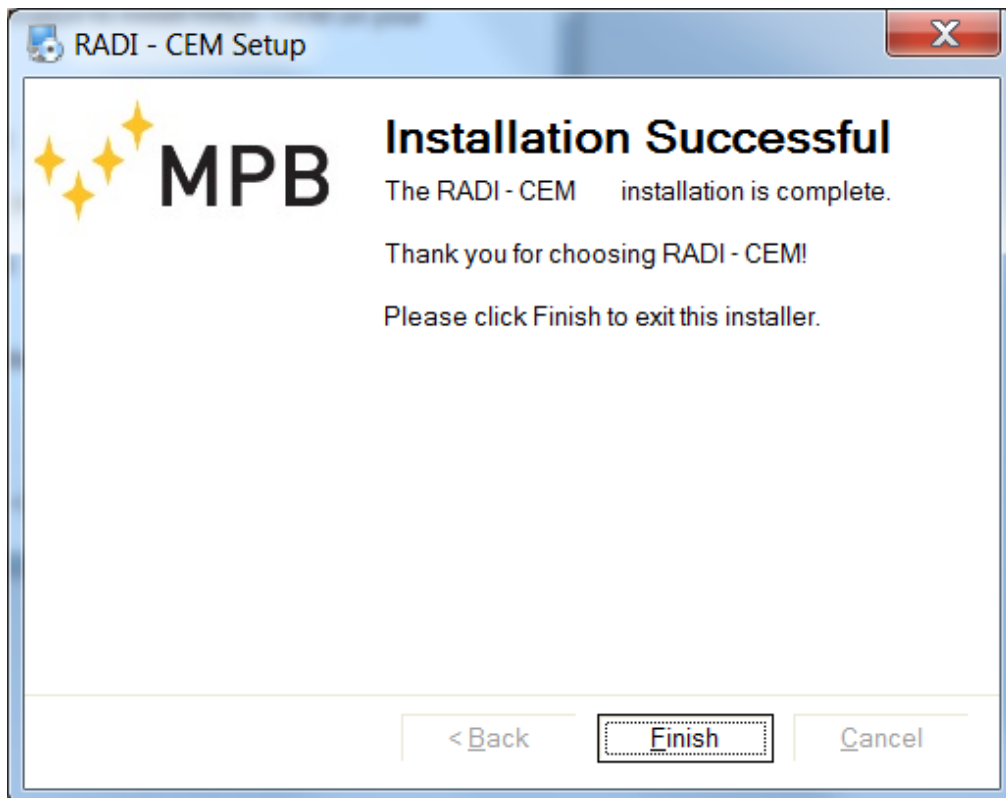 RADI - CEM Setup
MPB
Installation Successful
The RADI - CEM installation is complete.
Thank you for choosing RADI - CEM!
Please click Finish to exit this installer.
< Back
Finish
Cancel